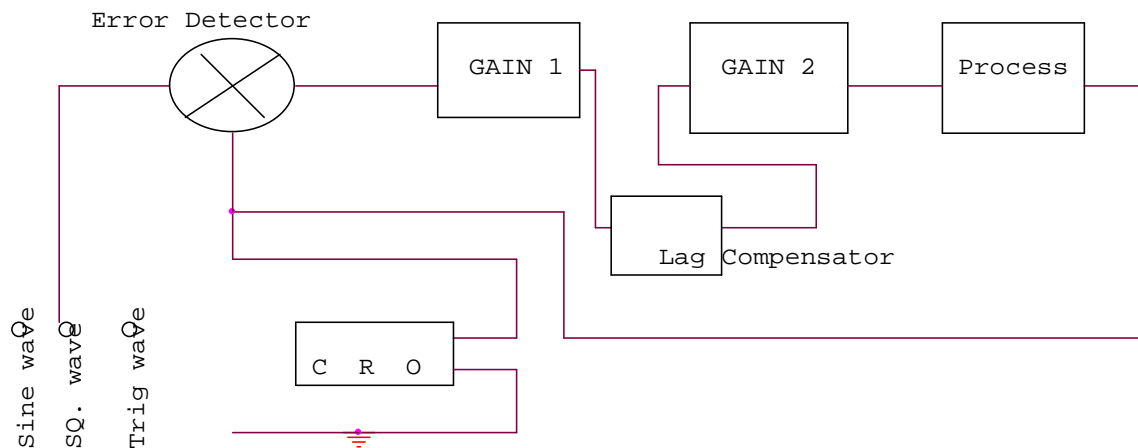 Error Detector
GAIN 1
GAIN 2
Process
Lag Compensator
C R O
Sine wave
SQ. wave
Trig wave